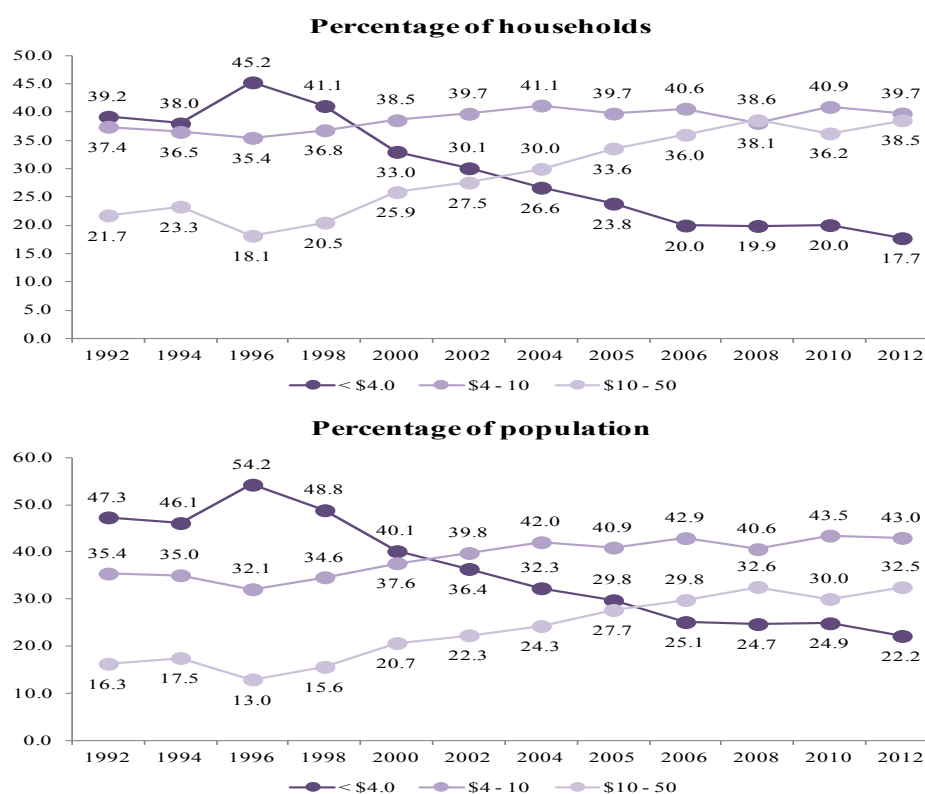 Percentage of households
50.0
45.0
40.0
35.0
30.0
25.0
20.0
15.0
10.0
5.0
0.0
39.2 38.0 45.2 41.1 33.0 30.1 26.6 23.8 20.0 19.9 20.0 17.7
37.4 36.5 35.4 36.8 38.5 39.7 41.1 39.7 40.6 38.1 40.9 39.7
21.7 23.3 18.1 20.5 25.9 27.5 30.0 33.6 36.0 38.6 36.2 38.5
1992 1994 1996 1998 2000 2002 2004 2005 2006 2008 2010 2012
< $4.0 $4 - 10 $10 - 50
Percentage of population
60.0
50.0
40.0
30.0
20.0
10.0
0.0
47.3 46.1 54.2 48.8 40.1 36.4 32.3 29.8 25.1 24.7 24.9 22.2
35.4 35.0 32.1 34.6 37.6 39.8 42.0 40.9 42.9 40.6 43.5 43.0
16.3 17.5 13.0 15.6 20.7 22.3 24.3 27.7 29.8 32.6 30.0 32.5
1992 1994 1996 1998 2000 2002 2004 2005 2006 2008 2010 2012
< $4.0 $4 - 10 $10 - 50